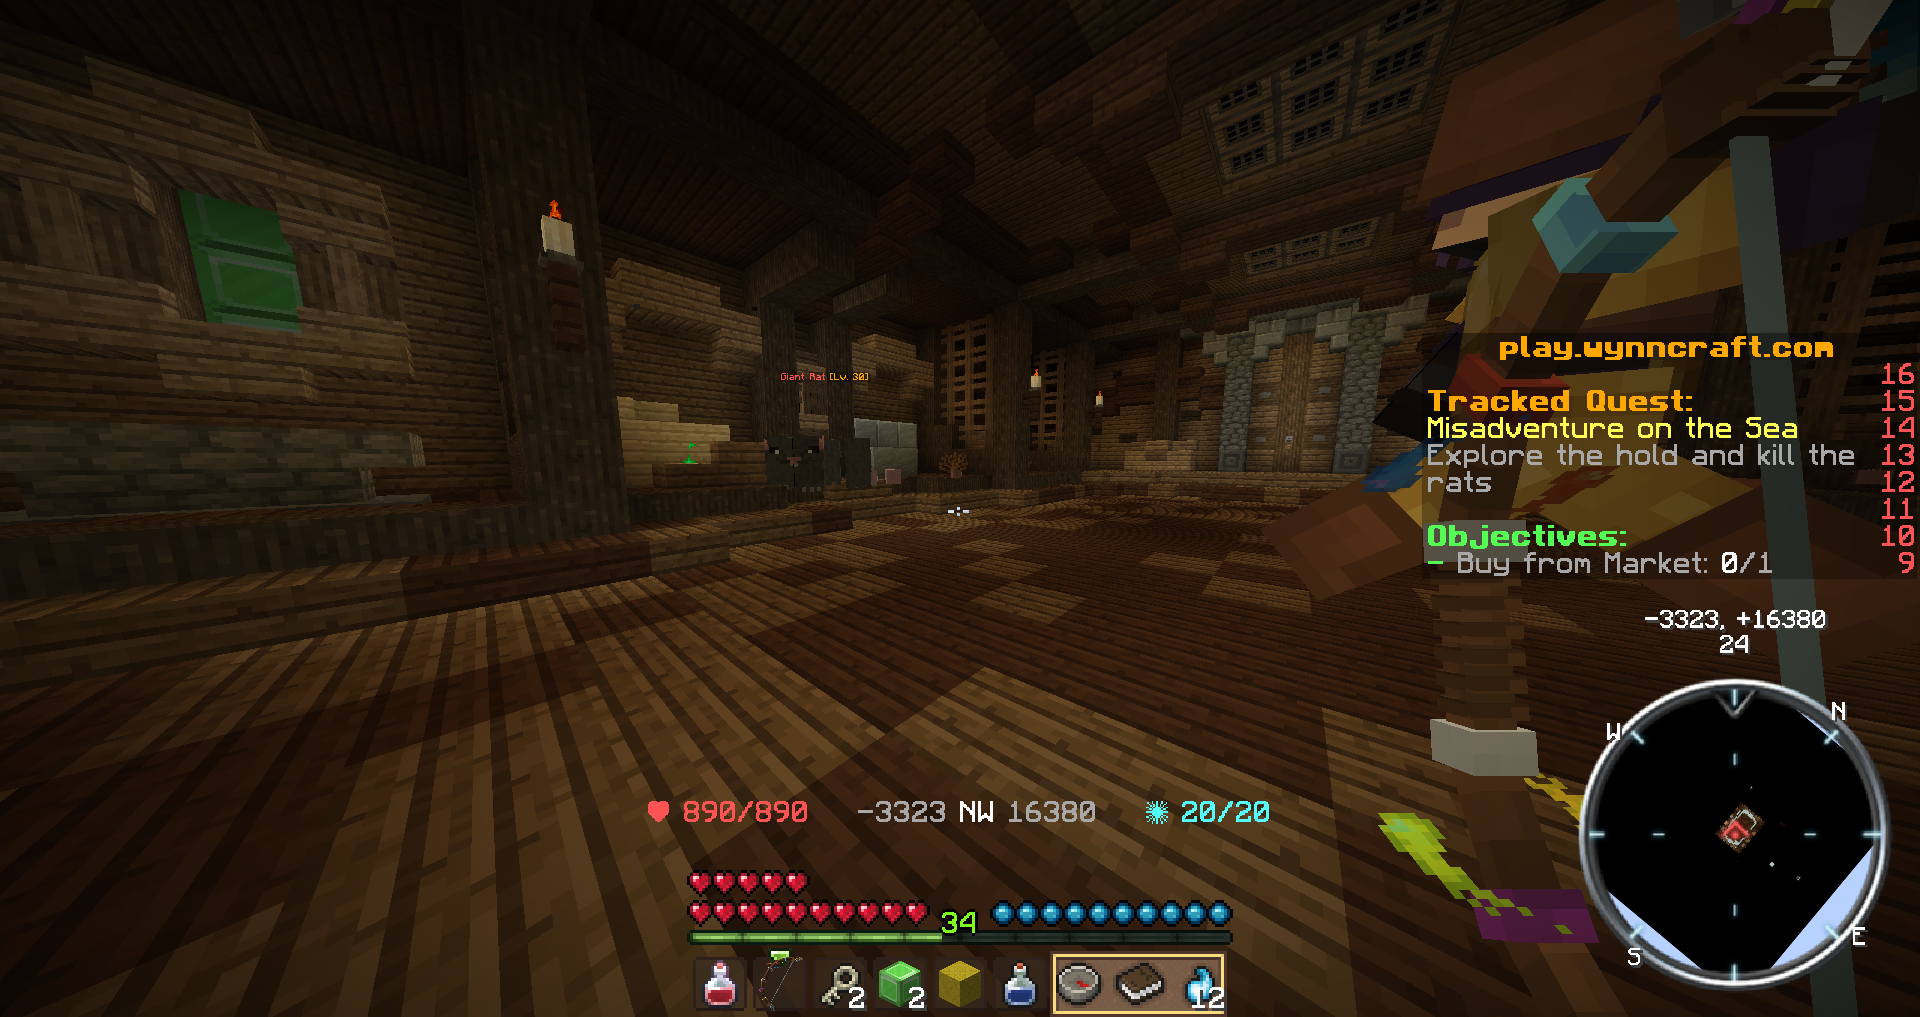 Giant Rat [Lv. 30]
play.wynncraft.com
16
Tracked Quest:
15
Misadventure on the Sea
14
Explore the hold and kill the
13
rats
12
11
Objectives:
10
- Buy from Market: 0/1
9
-3323, +16380
24
N
W
E
S
890/890
-3323 NW 16380
20/20
34
2
2
12